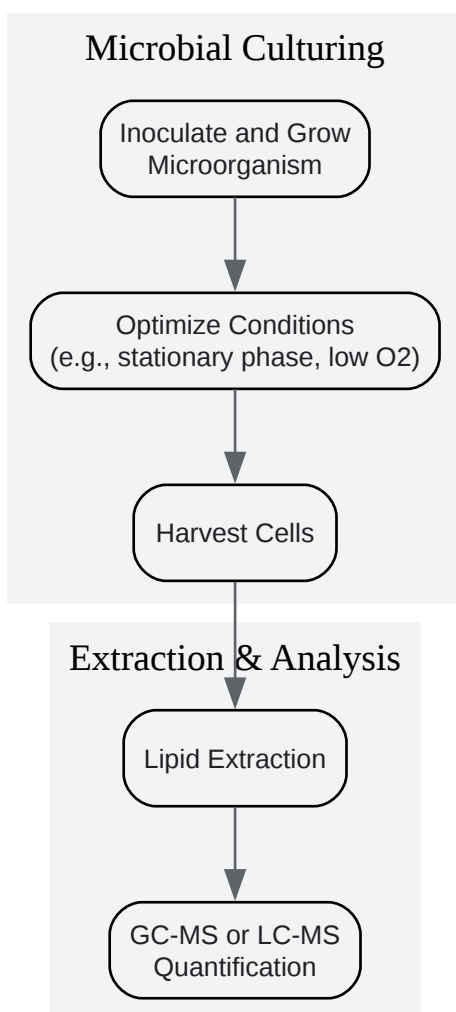 Microbial Culturing
Inoculate and Grow
Microorganism
Optimize Conditions
(e.g., stationary phase, low O2)
Harvest Cells
Extraction & Analysis
Lipid Extraction
GC-MS or LC-MS
Quantification